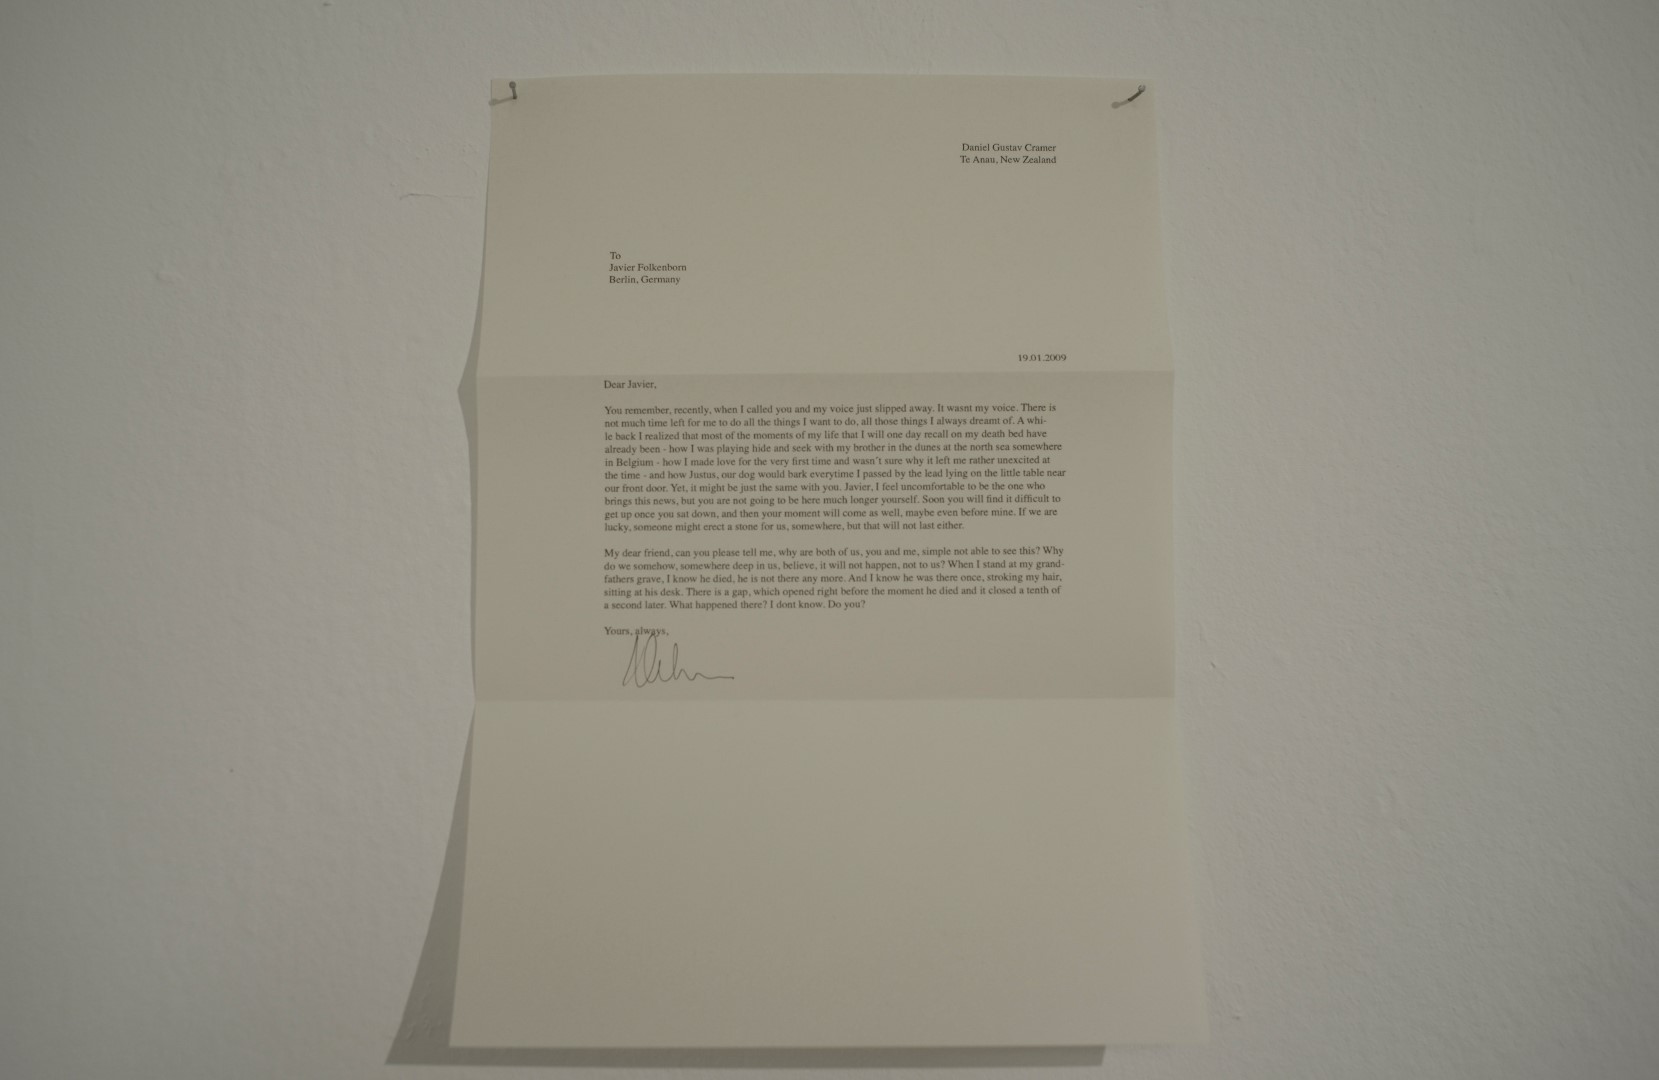 Daniel Gustav Cramer
Te Anau, New Zealand
To
Javier Folkenborn
Berlin, Germany
19.01.2009
Dear Javier,
You remember, recently, when I called you and my voice just slipped away. It wasnt my voice. There is
not much time left for me to do all the things I want to do, all those things I always dreamt of. A whi-
le back I realized that most of the moments of my life that I will one day recall on my death bed have
already been - how I was playing hide and seek with my brother in the dunes at the north sea somewhere
in Belgium - how I made love for the very first time and wasn't sure why it left me rather unexcited at
the time - and how Justus, our dog would bark everytime I passed by the lead lying on the little table near
our front door. Yet, it might be just the same with you. Javier, I feel uncomfortable to be the one who
brings this news, but you are not going to be here much longer yourself. Soon you will find it difficult to
get up once you sat down, and then your moment will come as well, maybe even before mine. If we are
lucky, someone might erect a stone for us, somewhere, but that will not last either.
My dear friend, can you please tell me, why are both of us, you and me, simple not able to see this? Why
do we somehow, somewhere deep in us, believe, it will not happen, not to us? When I stand at my grand-
fathers grave, I know he died, he is not there any more. And I know he was there once, stroking my hair,
sitting at his desk. There is a gap, which opened right before the moment he died and it closed a tenth of
a second later. What happened there? I dont know. Do you?
Yours, always,